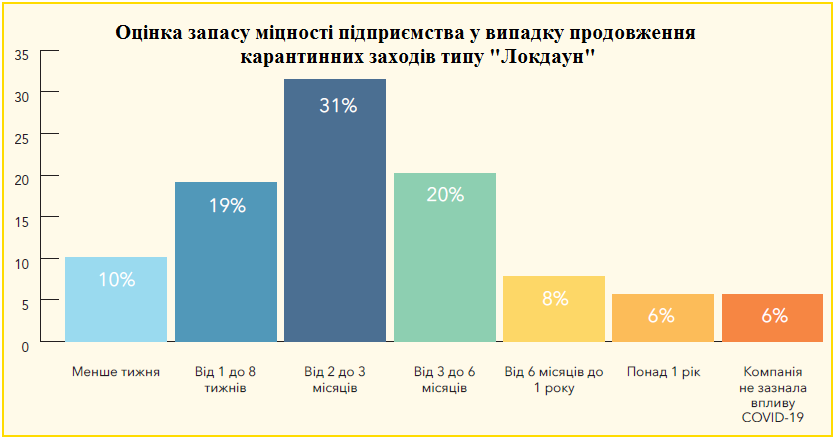 Оцінка запасу міцності підприємства у випадку продовження
карантинних заходів типу "Локдаун"
35
30
25
20
15
10
5
0
10%
19%
31%
20%
8%
6%
6%
Менше тижня
Від 1 до 8
тижнів
Від 2 до 3
місяців
Від 3 до 6
місяців
Від 6 місяців до
1 року
Понад 1 рік
Компанія
не зазнала
впливу
COVID-19